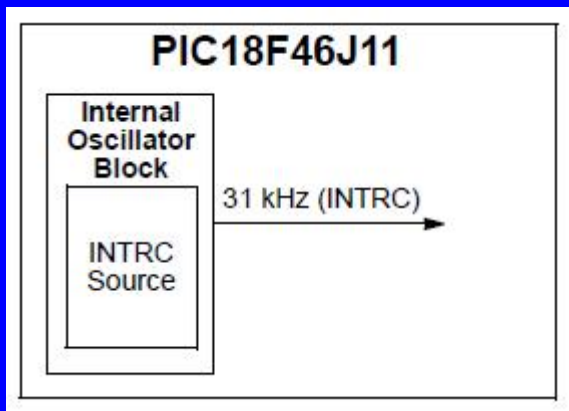 PIC18F46J11
Internal
Oscillator
Block
31 kHz (INTRC)
INTRC
Source